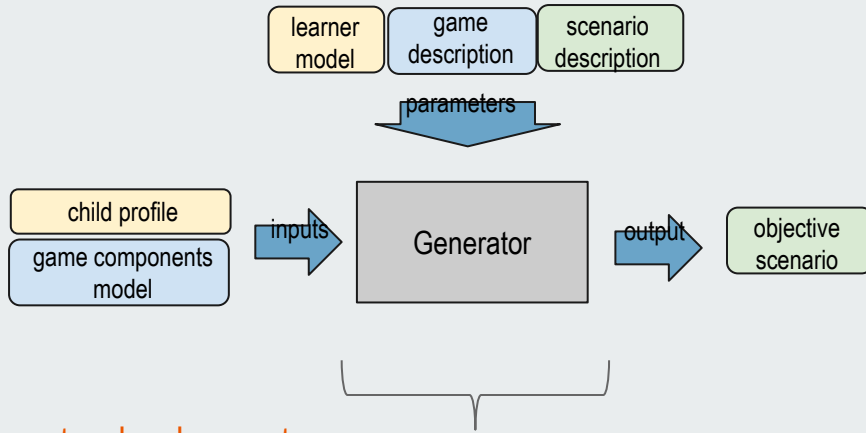 learner
model
game
description
scenario
description
parameters
child profile
game components
model
inputs
Generator
output
objective
scenario